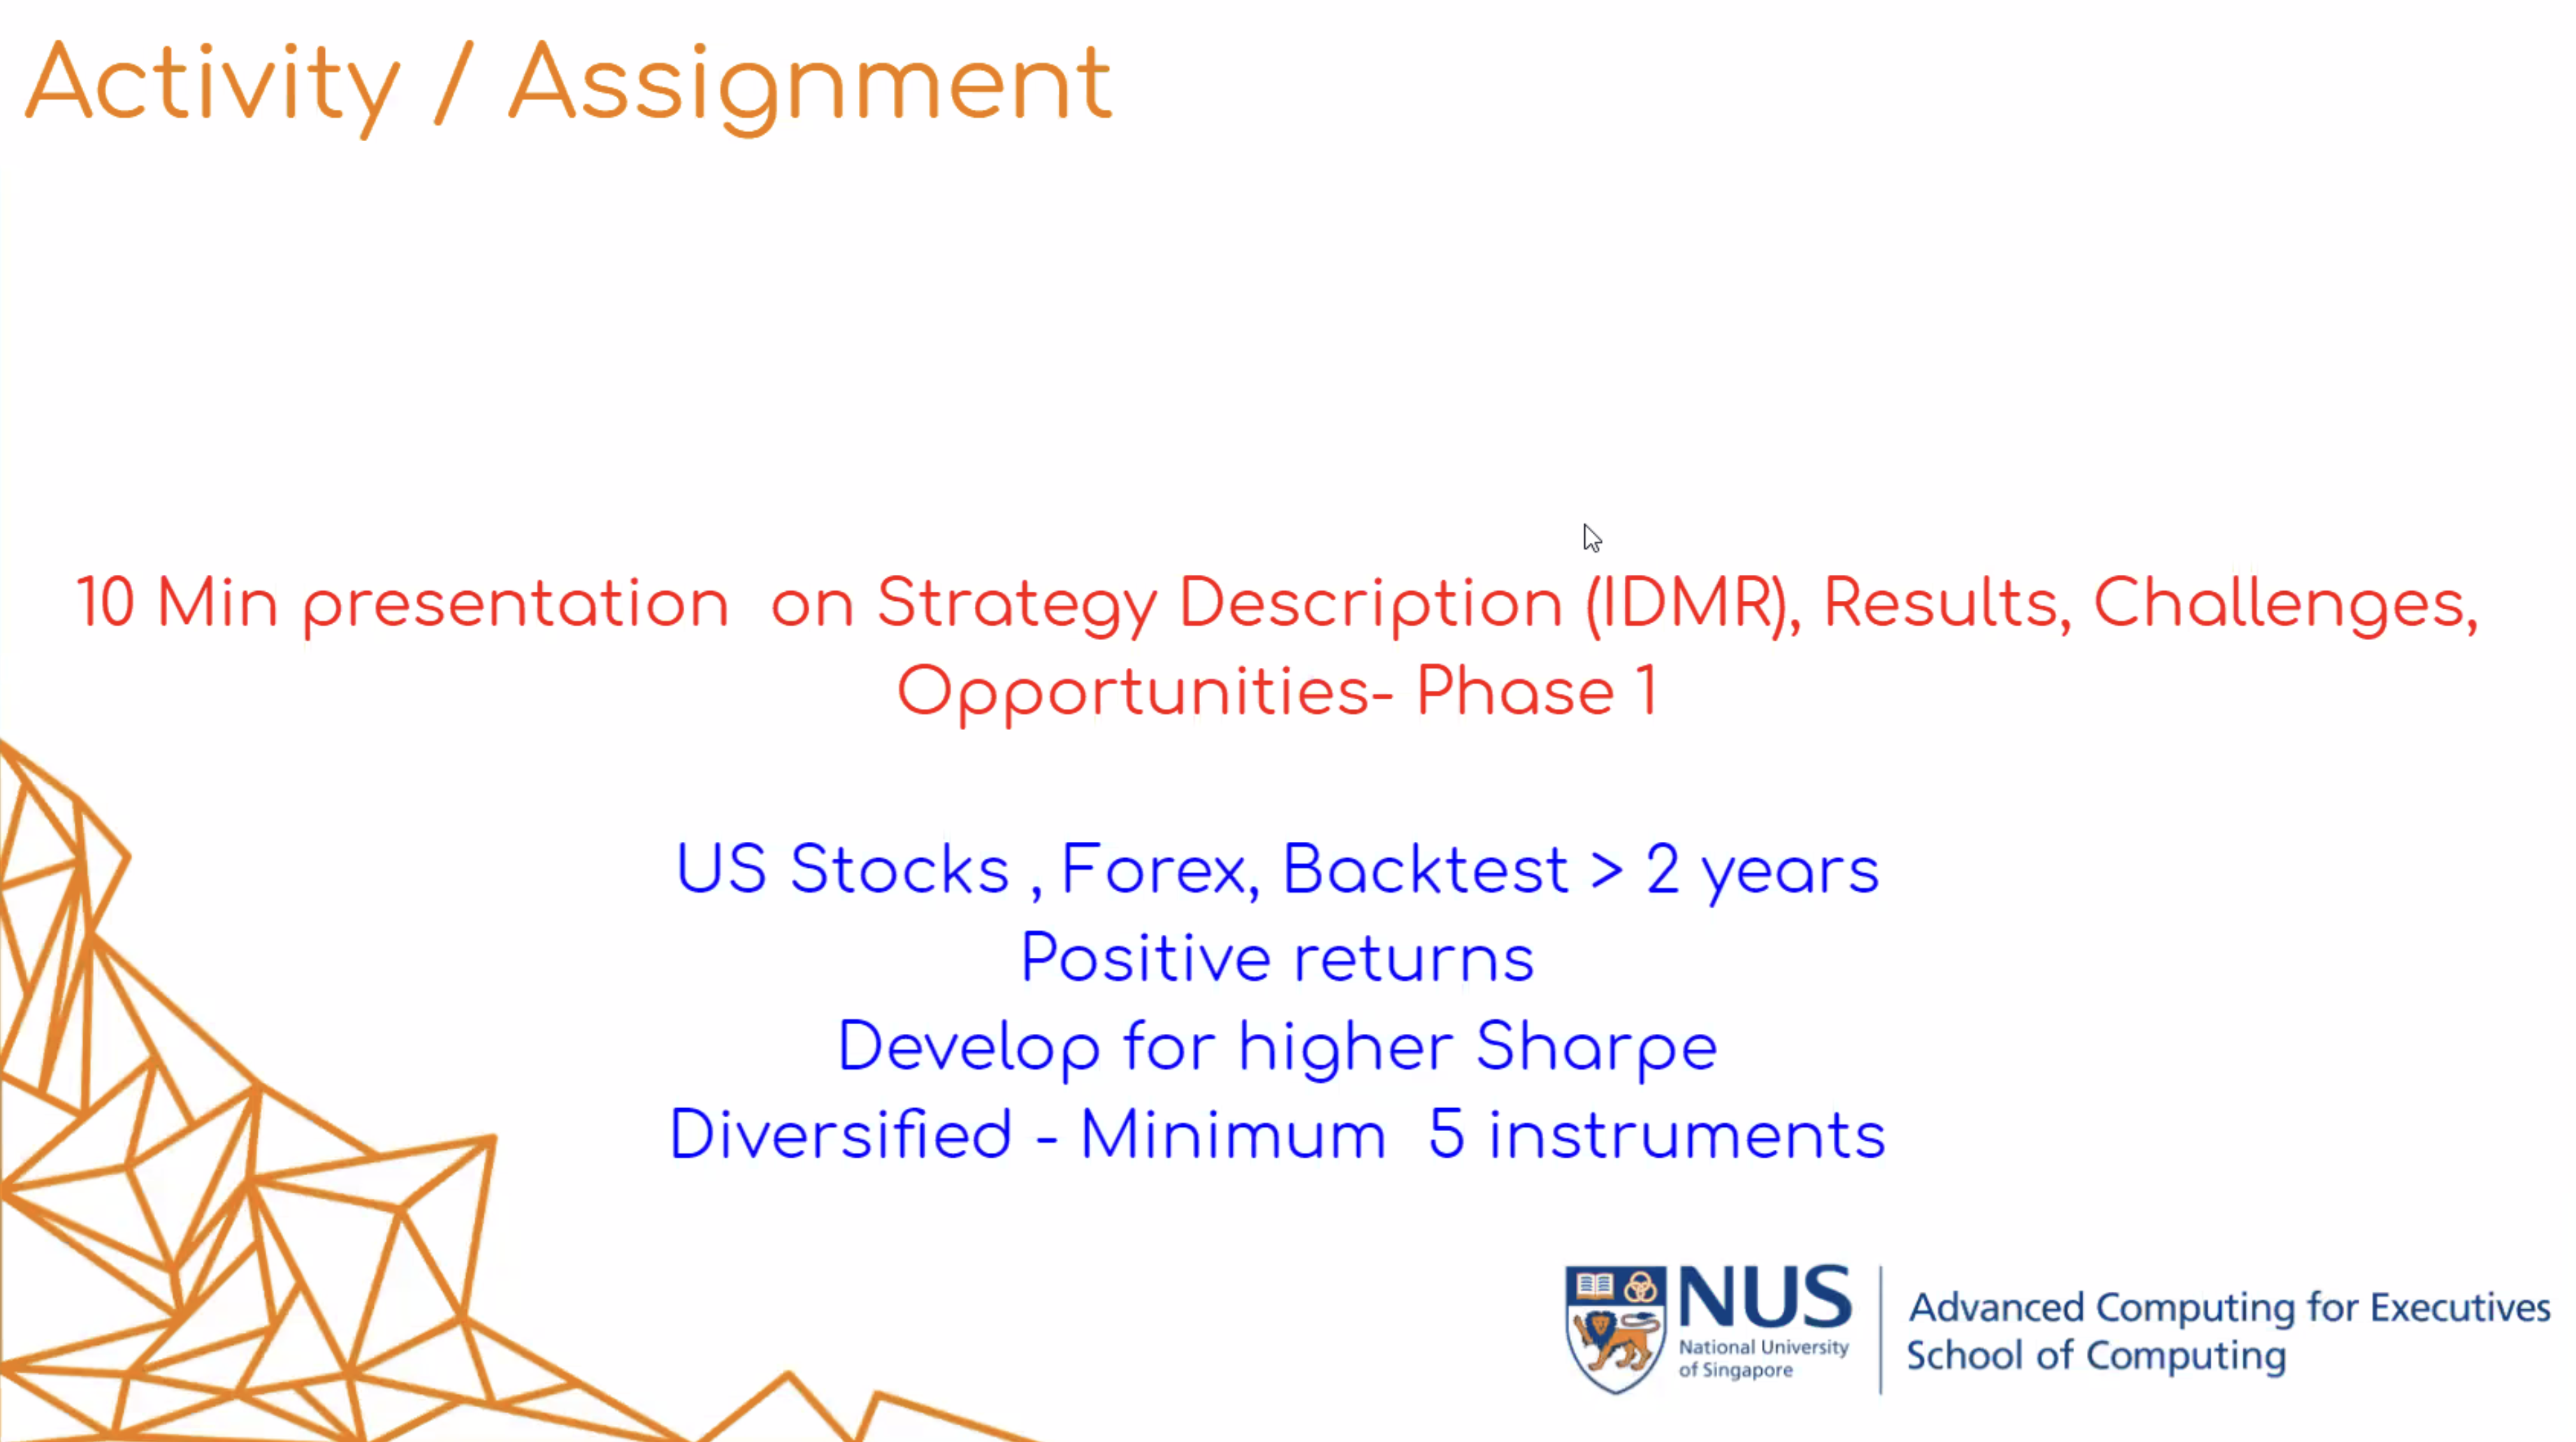 Activity / Assignment
10 Min presentation on Strategy Description (IDMR), Results, Challenges,
Opportunities- Phase 1
US Stocks , Forex, Backtest > 2 years
Positive returns
Develop for higher Sharpe
Diversified - Minimum 5 instruments
NUS
National University
of Singapore
Advanced Computing for Executives
School of Computing